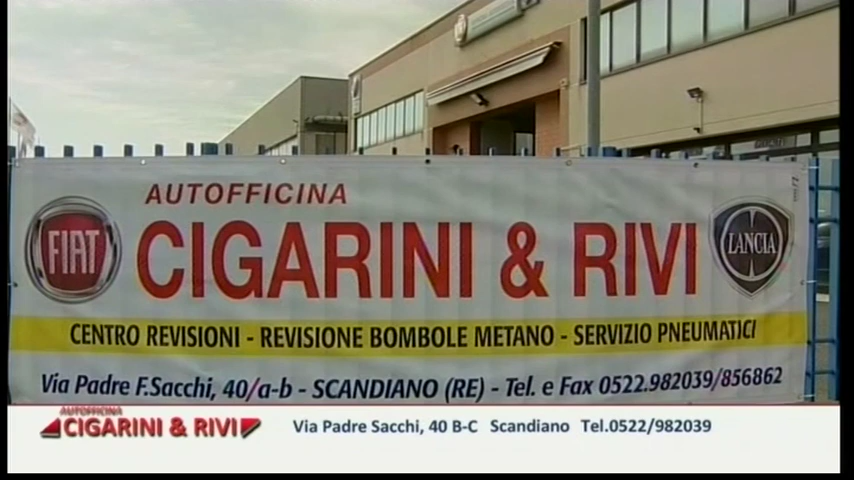 AUTOFFICINA
FIAT
CIGARINI & RIVI
LANCIA
CENTRO REVISIONI - REVISIONE BOMBOLE METANO - SERVIZIO PNEUMATICI
Via Padre F.Sacchi, 40/a-b - SCANDIANO (RE) - Tel. e Fax 0522.982039/856862
AUTOFFICINA
CIGARINI & RIVI
Via Padre Sacchi, 40 B-C Scandiano Tel.0522/982039